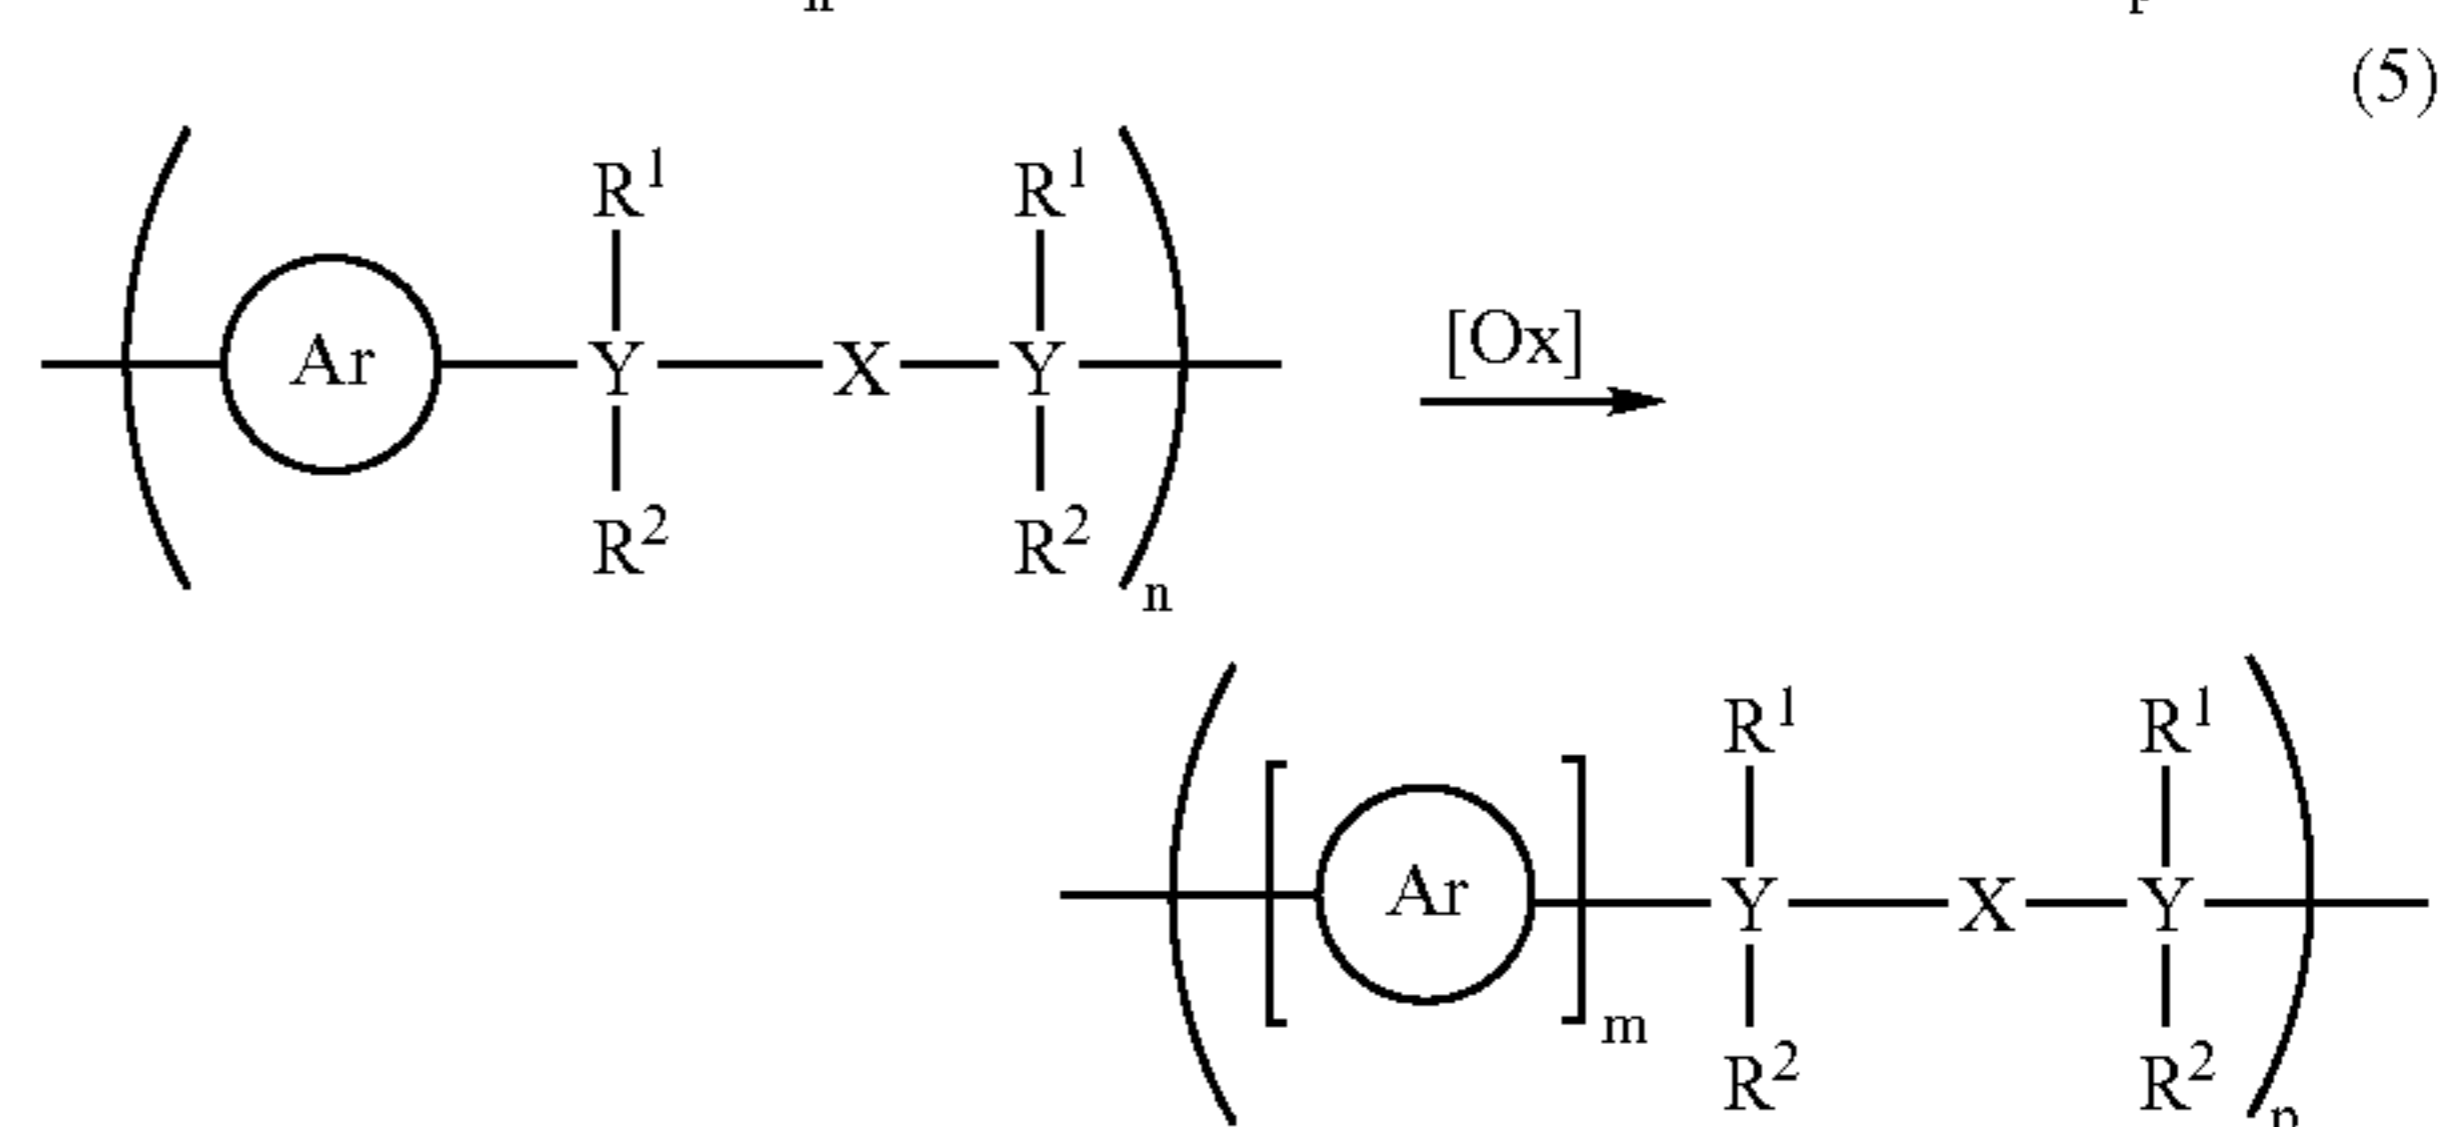 n p
(5)
R¹ R¹
[Ox]
Ar Y X Y
R² R²
n
R¹ R¹
Ar Y X Y
m
R² R²
p